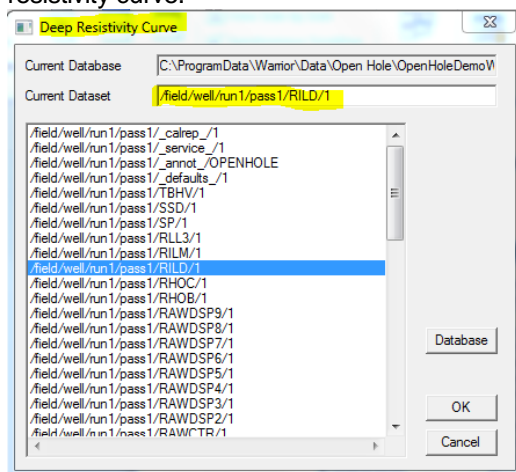 resistivity curve.
Deep Resistivity Curve
Current Database C:\ProgramData\Warrior\Data\Open Hole\OpenHoleDemoW
Current Dataset /field/well/run1/pass1/RILD/1
/field/well/run1/pass1/_calrep_/1
/field/well/run1/pass1/_service_/1
/field/well/run1/pass1/_annot_/OPENHOLE
/field/well/run1/pass1/_defaults_/1
/field/well/run1/pass1/TBHV/1
/field/well/run1/pass1/SSD/1
/field/well/run1/pass1/SP/1
/field/well/run1/pass1/RLL3/1
/field/well/run1/pass1/RILM/1
/field/well/run1/pass1/RILD/1
/field/well/run1/pass1/RHOC/1
/field/well/run1/pass1/RHOB/1
/field/well/run1/pass1/RAWDSP9/1
/field/well/run1/pass1/RAWDSP8/1
/field/well/run1/pass1/RAWDSP7/1
/field/well/run1/pass1/RAWDSP6/1
/field/well/run1/pass1/RAWDSP5/1
/field/well/run1/pass1/RAWDSP4/1
/field/well/run1/pass1/RAWDSP3/1
/field/well/run1/pass1/RAWDSP2/1
/field/well/run1/pass1/RAWCTR/1
Database
OK
Cancel